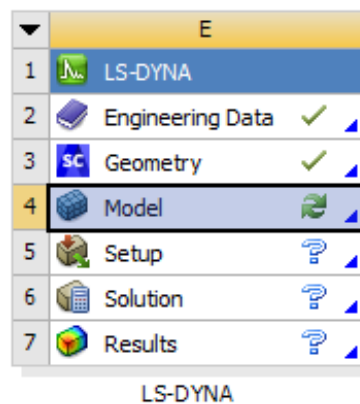 E
1 LS-DYNA
2 Engineering Data
3 SC Geometry
4 Model
5 Setup
6 Solution
7 Results
LS-DYNA